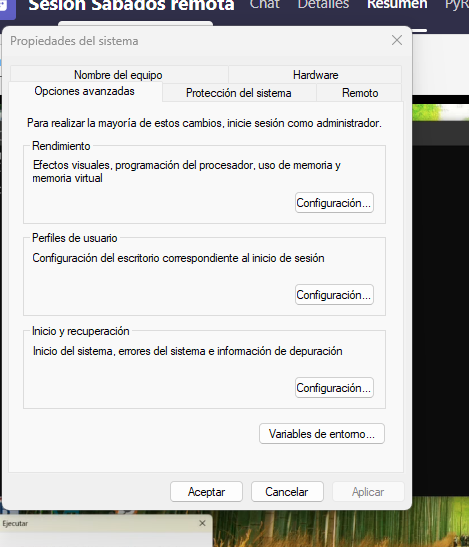 Sesión Sábados remota Chat Detalles Resumen PyR
Propiedades del sistema
Nombre del equipo Hardware
Opciones avanzadas Protección del sistema Remoto
Para realizar la mayoría de estos cambios, inicie sesión como administrador.
Rendimiento
Efectos visuales, programación del procesador, uso de memoria y
memoria virtual
Configuración...
Perfiles de usuario
Configuración del escritorio correspondiente al inicio de sesión
Configuración...
Inicio y recuperación
Inicio del sistema, errores del sistema e información de depuración
Configuración...
Variables de entorno...
Aceptar Cancelar Aplicar
Ejecutar